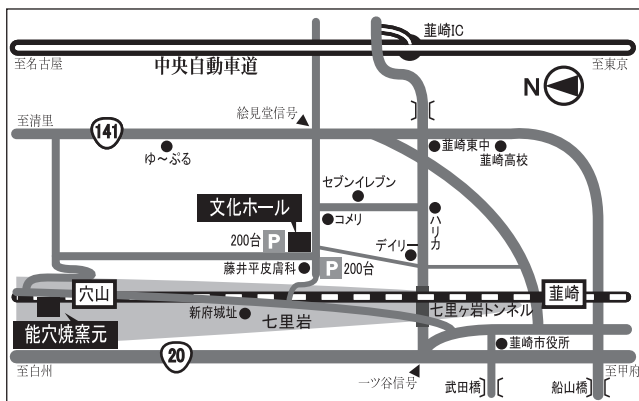 韮崎IC
至名古屋
中央自動車道
至東京
N
至清里
絵見堂信号
141
ゆ〜ぷる
韮崎東中
韮崎高校
セブンイレブン
文化ホール
コメリ
ハリカ
200台 P
デイリー
藤井平皮膚科
P 200台
穴山
韮崎
能穴焼窯元
新府城址
七里岩
七里ヶ岩トンネル
20
韮崎市役所
至白州
一ツ谷信号
武田橋
船山橋
至甲府